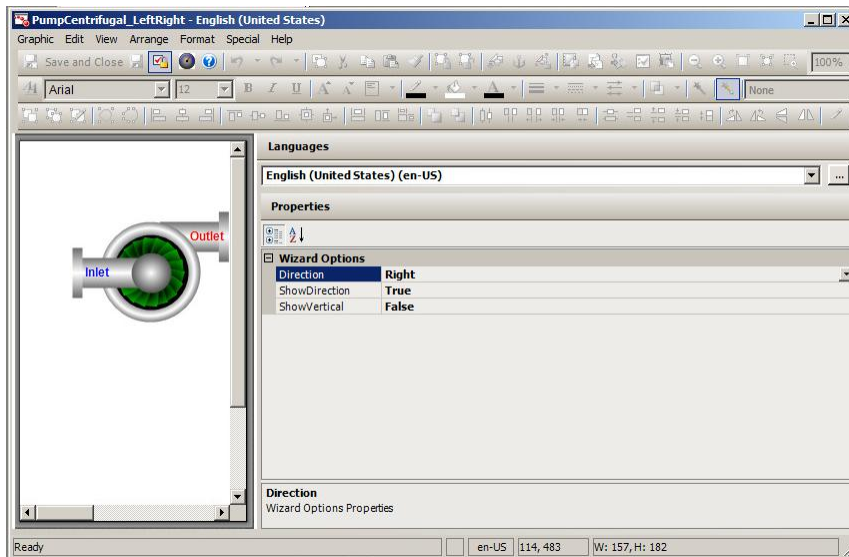 PumpCentrifugal_LeftRight - English (United States)
Graphic Edit View Arrange Format Special Help
Save and Close
100%
Arial
12
B I U
None
Languages
English (United States) (en-US)
...
Properties
Wizard Options
Direction Right
ShowDirection True
ShowVertical False
Outlet
Inlet
Direction
Wizard Options Properties
Ready
en-US
114, 483
W: 157, H: 182